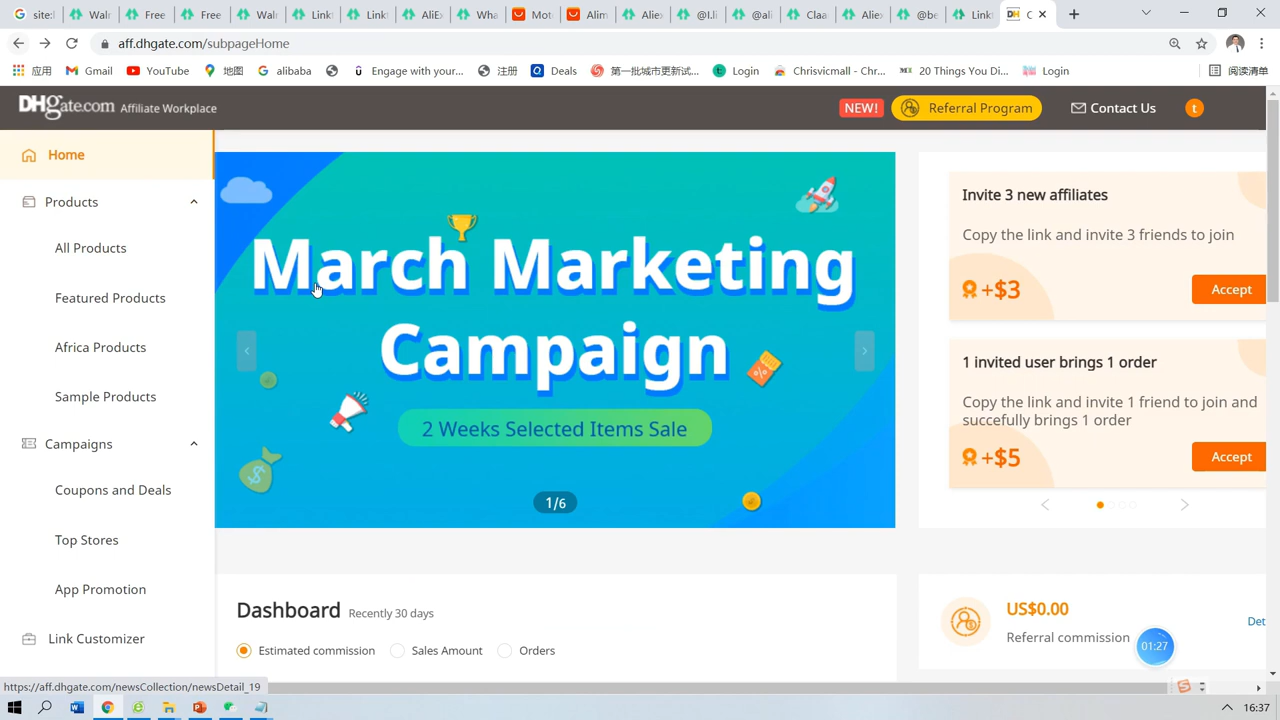 site:l
Walr
Free
Free
Walr
Link
Link
AliEx
Wha
Mot
Alim
Aliex
@l.li
@ali
Claa
Aliex
@be
Link
C
aff.dhgate.com/subpageHome
应用
Gmail
YouTube
地图
alibaba
Engage with your...
注册
Deals
第一批城市更新试...
Login
Chrisvicmall - Chr...
20 Things You Di...
Login
阅读清单
DHgate.com Affiliate Workplace
NEW!
Referral Program
Contact Us
t
Home
Products
All Products
Featured Products
Africa Products
Sample Products
Campaigns
Coupons and Deals
Top Stores
App Promotion
Link Customizer
March Marketing
Campaign
2 Weeks Selected Items Sale
1/6
Invite 3 new affiliates
Copy the link and invite 3 friends to join
+$3
Accept
1 invited user brings 1 order
Copy the link and invite 1 friend to join and
succefully brings 1 order
+$5
Accept
Dashboard Recently 30 days
Estimated commission
Sales Amount
Orders
US$0.00
Referral commission
Det
01:27
https://aff.dhgate.com/newsCollection/newsDetail_19
16:37